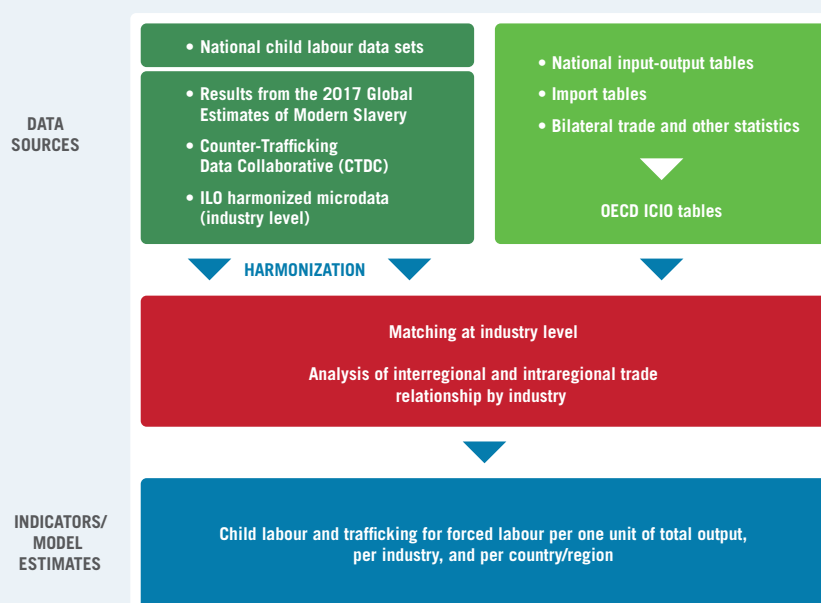 DATA
SOURCES
• National child labour data sets
• Results from the 2017 Global
Estimates of Modern Slavery
• Counter-Trafficking
Data Collaborative (CTDC)
• ILO harmonized microdata
(industry level)
• National input-output tables
• Import tables
• Bilateral trade and other statistics
OECD ICIO tables
HARMONIZATION
Matching at industry level
Analysis of interregional and intraregional trade
relationship by industry
INDICATORS/
MODEL
ESTIMATES
Child labour and trafficking for forced labour per one unit of total output,
per industry, and per country/region